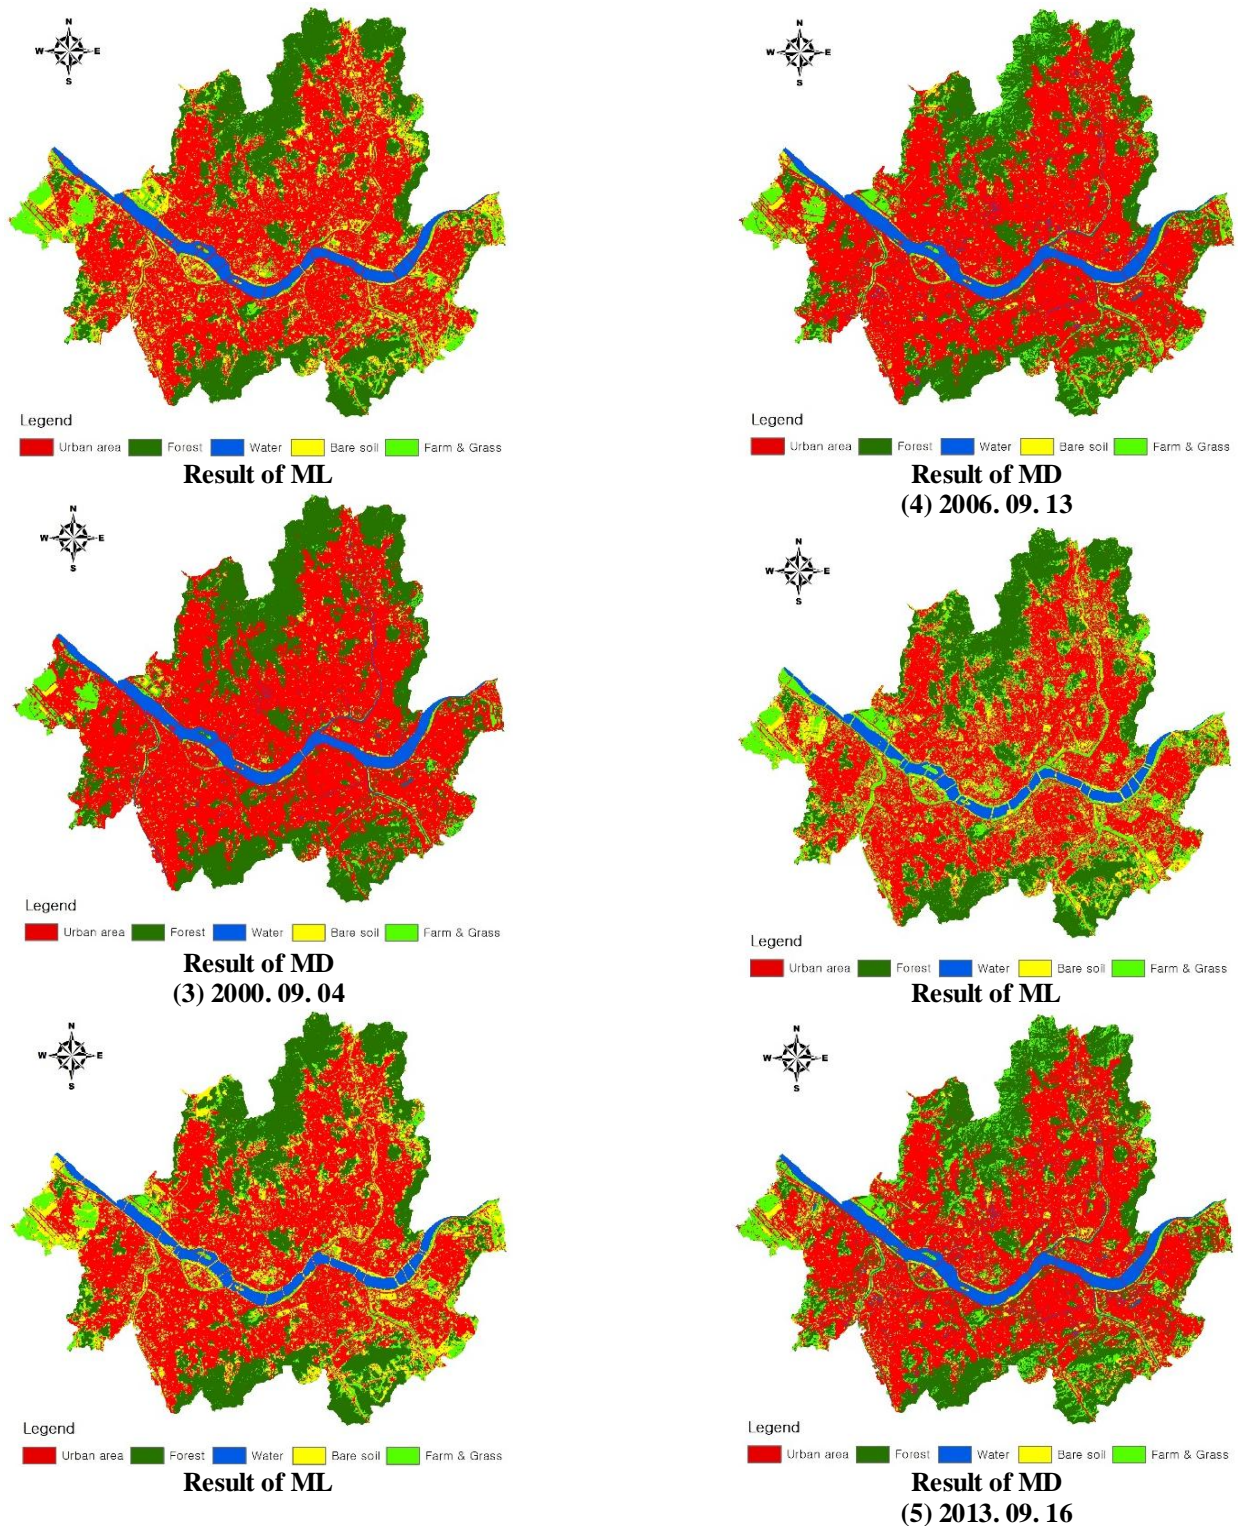 N
W E
S
Legend
Urban area Forest Water Bare soil Farm & Grass
Result of ML
N
W E
S
Legend
Urban area Forest Water Bare soil Farm & Grass
Result of MD
(3) 2000. 09. 04
N
W E
S
Legend
Urban area Forest Water Bare soil Farm & Grass
Result of ML
N
W E
S
Legend
Urban area Forest Water Bare soil Farm & Grass
Result of MD
(4) 2006. 09. 13
N
W E
S
Legend
Urban area Forest Water Bare soil Farm & Grass
Result of ML
N
W E
S
Legend
Urban area Forest Water Bare soil Farm & Grass
Result of MD
(5) 2013. 09. 16